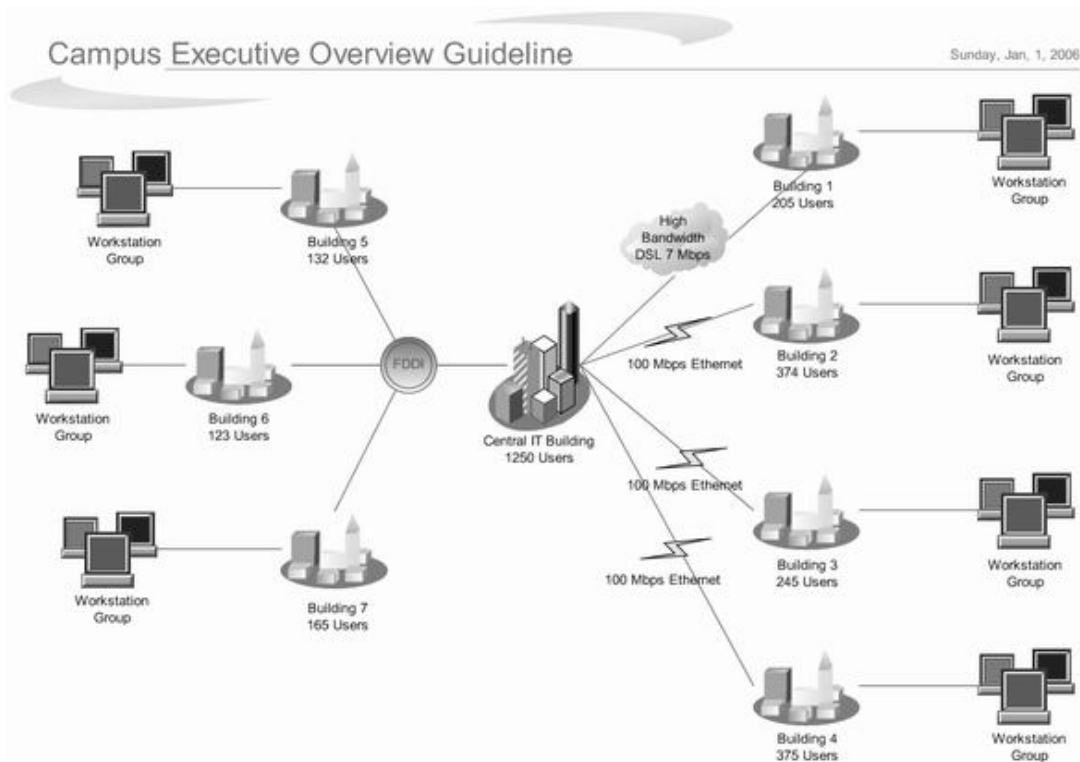 Campus Executive Overview Guideline
Sunday, Jan, 1, 2006
Workstation
Group
Building 5
132 Users
Workstation
Group
Building 6
123 Users
Workstation
Group
Building 7
165 Users
FDDI
Central IT Building
1250 Users
High
Bandwidth
DSL 7 Mbps
100 Mbps Ethernet
100 Mbps Ethernet
100 Mbps Ethernet
Building 1
205 Users
Workstation
Group
Building 2
374 Users
Workstation
Group
Building 3
245 Users
Workstation
Group
Building 4
375 Users
Workstation
Group